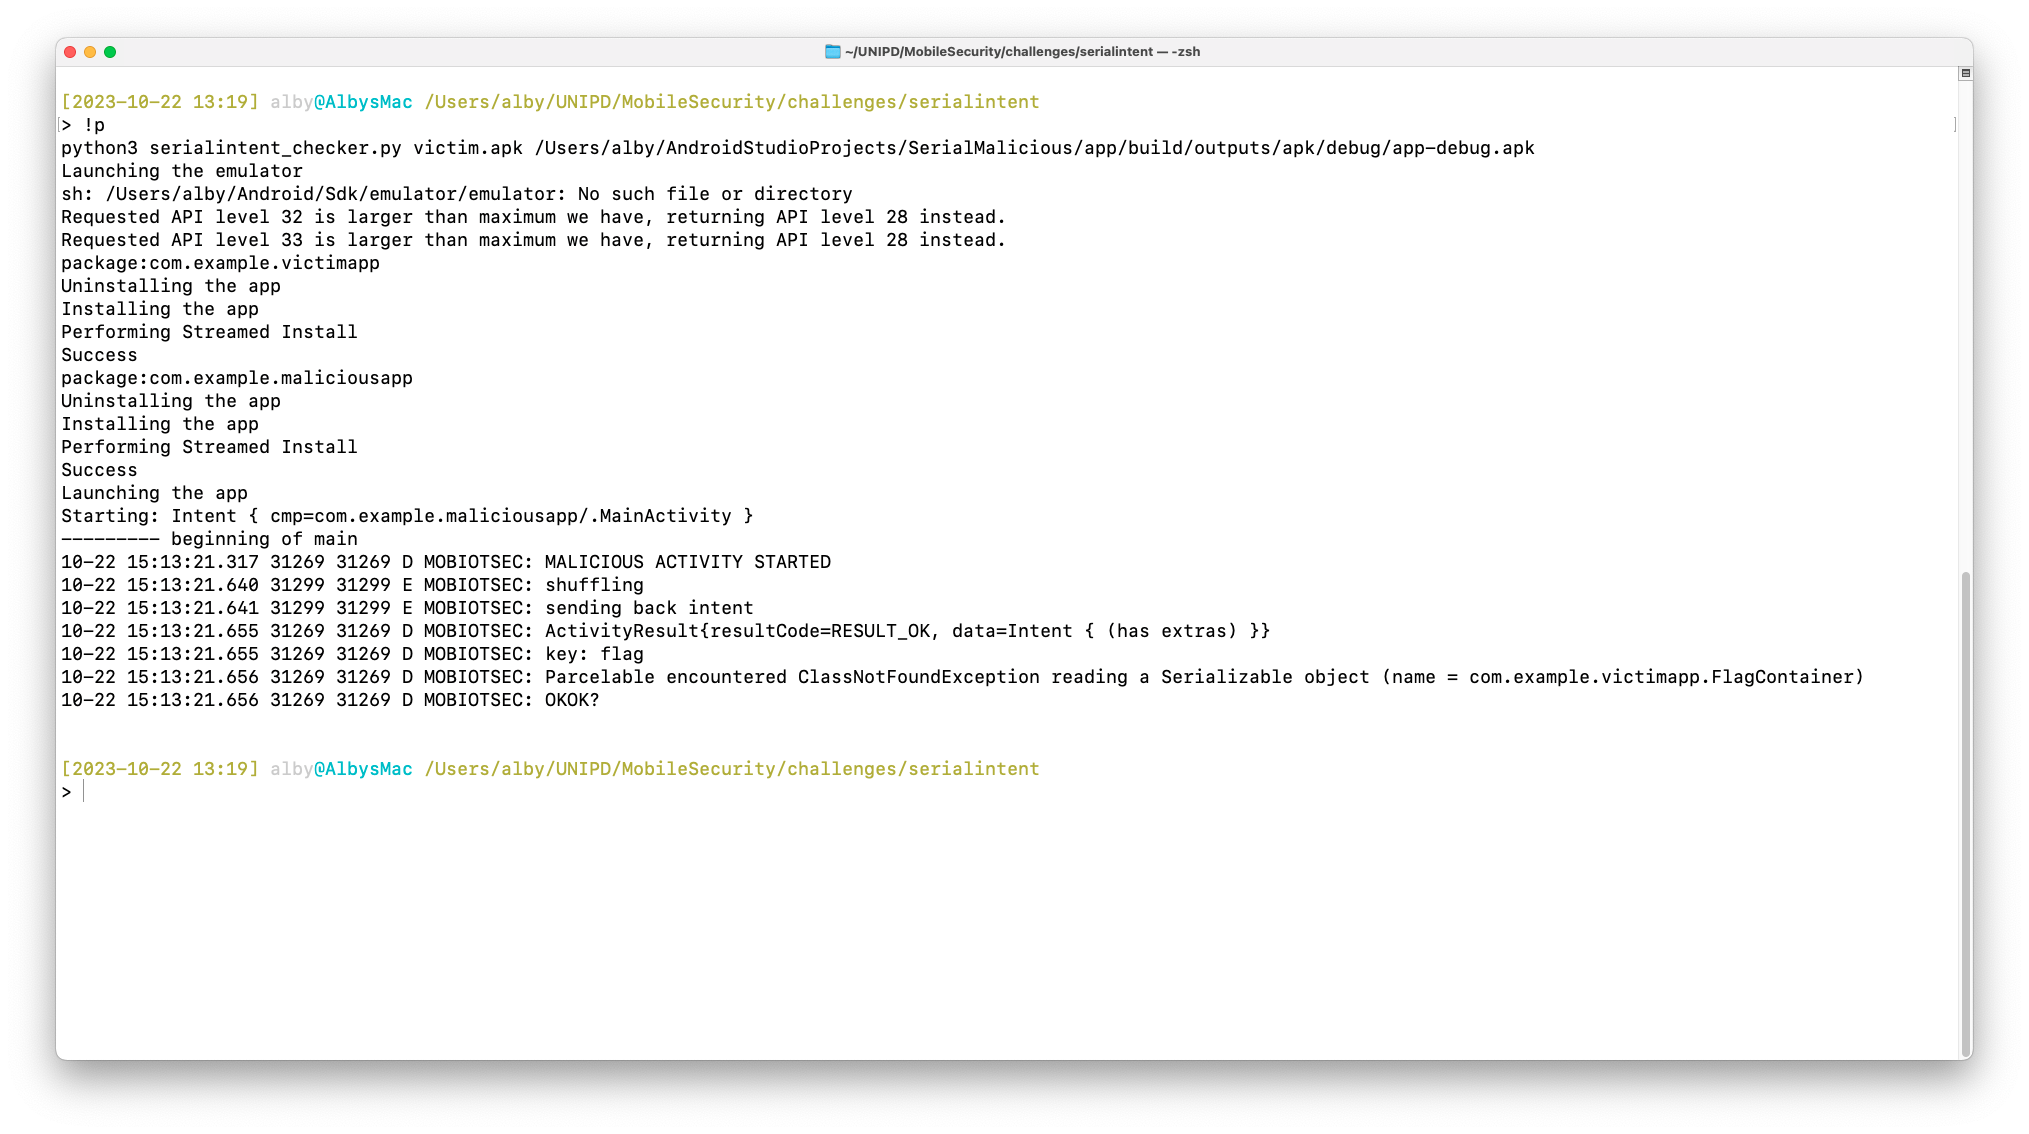 ~/UNIPD/MobileSecurity/challenges/serialintent — -zsh
[2023-10-22 13:19] alby@AlbysMac /Users/alby/UNIPD/MobileSecurity/challenges/serialintent
> !p
python3 serialintent_checker.py victim.apk /Users/alby/AndroidStudioProjects/SerialMalicious/app/build/outputs/apk/debug/app-debug.apk
Launching the emulator
sh: /Users/alby/Android/Sdk/emulator/emulator: No such file or directory
Requested API level 32 is larger than maximum we have, returning API level 28 instead.
Requested API level 33 is larger than maximum we have, returning API level 28 instead.
package:com.example.victimapp
Uninstalling the app
Installing the app
Performing Streamed Install
Success
package:com.example.maliciousapp
Uninstalling the app
Installing the app
Performing Streamed Install
Success
Launching the app
Starting: Intent { cmp=com.example.maliciousapp/.MainActivity }
--------- beginning of main
10-22 15:13:21.317 31269 31269 D MOBIOTSEC: MALICIOUS ACTIVITY STARTED
10-22 15:13:21.640 31299 31299 E MOBIOTSEC: shuffling
10-22 15:13:21.641 31299 31299 E MOBIOTSEC: sending back intent
10-22 15:13:21.655 31269 31269 D MOBIOTSEC: ActivityResult{resultCode=RESULT_OK, data=Intent { (has extras) }}
10-22 15:13:21.655 31269 31269 D MOBIOTSEC: key: flag
10-22 15:13:21.656 31269 31269 D MOBIOTSEC: Parcelable encountered ClassNotFoundException reading a Serializable object (name = com.example.victimapp.FlagContainer)
10-22 15:13:21.656 31269 31269 D MOBIOTSEC: OKOK?
[2023-10-22 13:19] alby@AlbysMac /Users/alby/UNIPD/MobileSecurity/challenges/serialintent
>